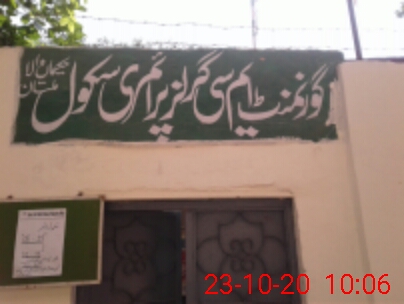 گورنمنٹ ایم سی گرلز پرائمری سکول
ملتان
23-10-20 10:06